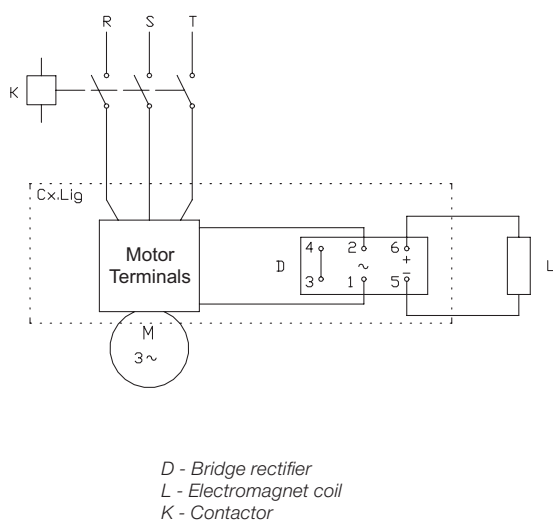 R S T
K
Cx.Lig
Motor
Terminals
4 2 6
D ~ + L
3 1 5 −
M
3 ~
D - Bridge rectifier
L - Electromagnet coil
K - Contactor